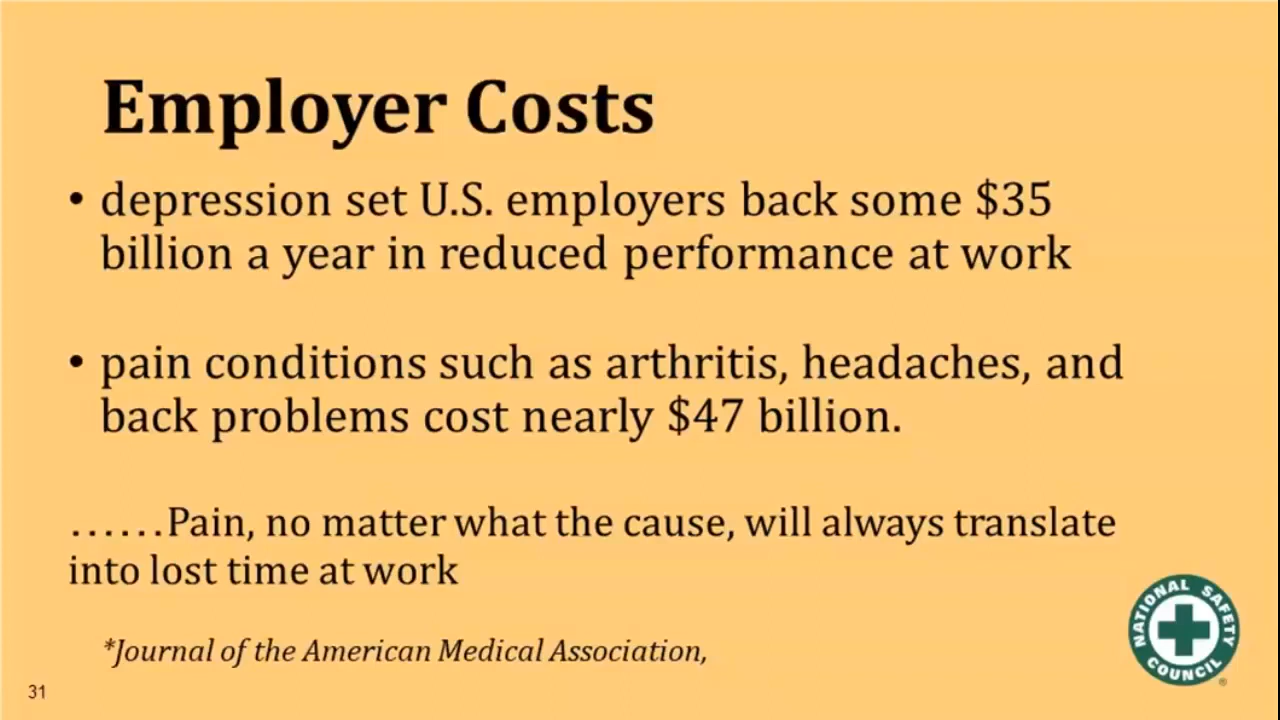 Employer Costs
• depression set U.S. employers back some $35
billion a year in reduced performance at work
• pain conditions such as arthritis, headaches, and
back problems cost nearly $47 billion.
......Pain, no matter what the cause, will always translate
into lost time at work
*Journal of the American Medical Association,
NATIONAL SAFETY
COUNCIL
®
31